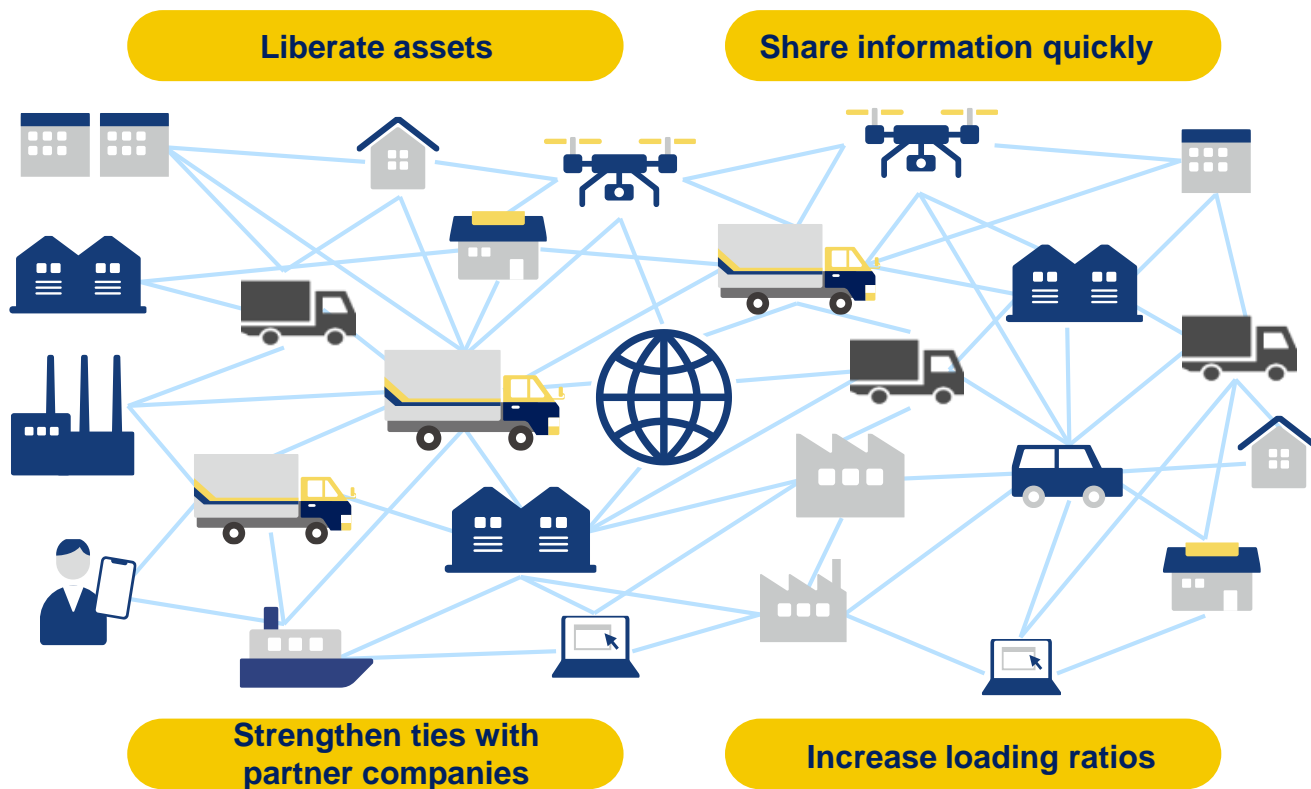 Liberate assets
Share information quickly
Strengthen ties with
partner companies
Increase loading ratios